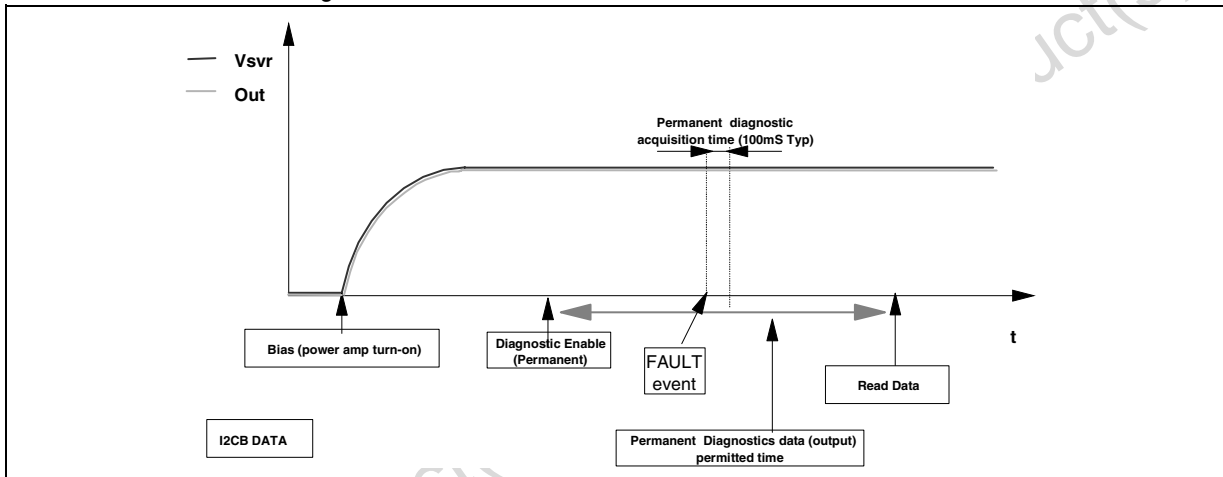 Vsvr
Out
Permanent diagnostic
acquisition time (100mS Typ)
Bias (power amp turn-on)
Diagnostic Enable
(Permanent)
FAULT
event
Read Data
t
Permanent Diagnostics data (output)
permitted time
I2CB DATA